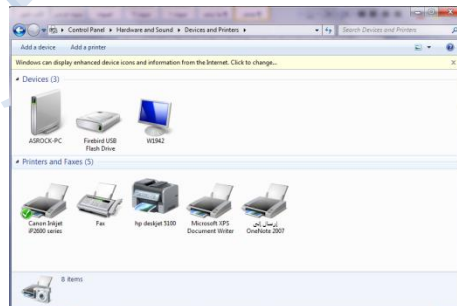 Control Panel ▸ Hardware and Sound ▸ Devices and Printers ▸
Search Devices and Printers
Add a device Add a printer
Windows can display enhanced device icons and information from the Internet. Click to change...
Devices (3)
ASROCK-PC
Firebird USB
Flash Drive
W1942
Printers and Faxes (5)
Canon Inkjet
iP2600 series
Fax
hp deskjet 5100
Microsoft XPS
Document Writer
إرسال إلى
OneNote 2007
8 items